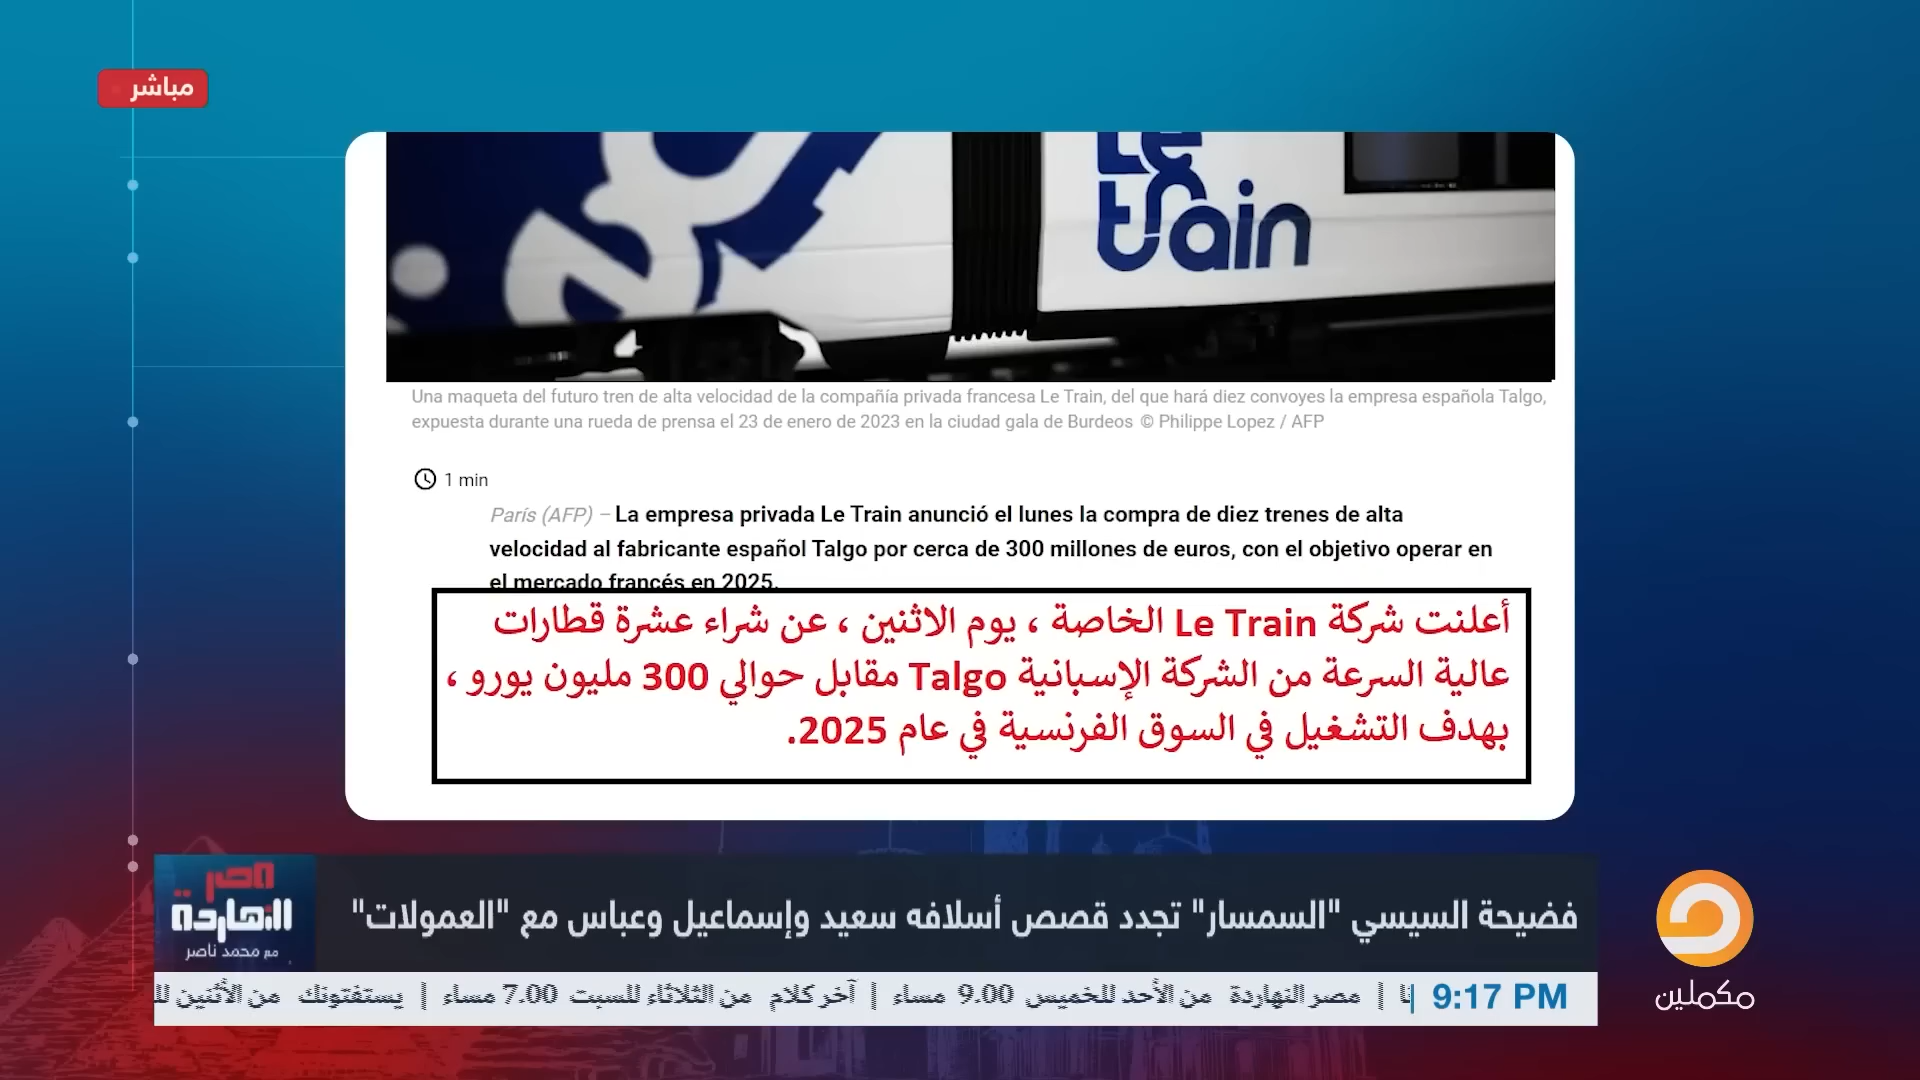 مباشر
Le
train
Una maqueta del futuro tren de alta velocidad de la compañía privada francesa Le Train, del que hará diez convoyes la empresa española Talgo,
expuesta durante una rueda de prensa el 23 de enero de 2023 en la ciudad gala de Burdeos © Philippe Lopez / AFP
1 min
París (AFP) – La empresa privada Le Train anunció el lunes la compra de diez trenes de alta
velocidad al fabricante español Talgo por cerca de 300 millones de euros, con el objetivo operar en
el mercado francés en 2025.
أعلنت شركة Le Train الخاصة ، يوم الاثنين ، عن شراء عشرة قطارات
عالية السرعة من الشركة الإسبانية Talgo مقابل حوالي 300 مليون يورو ،
بهدف التشغيل في السوق الفرنسية في عام 2025.
مصر
النهاردة
مع محمد ناصر
فضيحة السيسي "السمسار" تجدد قصص أسلافه سعيد وإسماعيل وعباس مع "العمولات"
9:17 PM
| مصر النهاردة من الأحد للخميس 9.00 مساء | آخر كلام من الثلاثاء للسبت 7.00 مساء | يستفتونك من الأثنين
مكملين